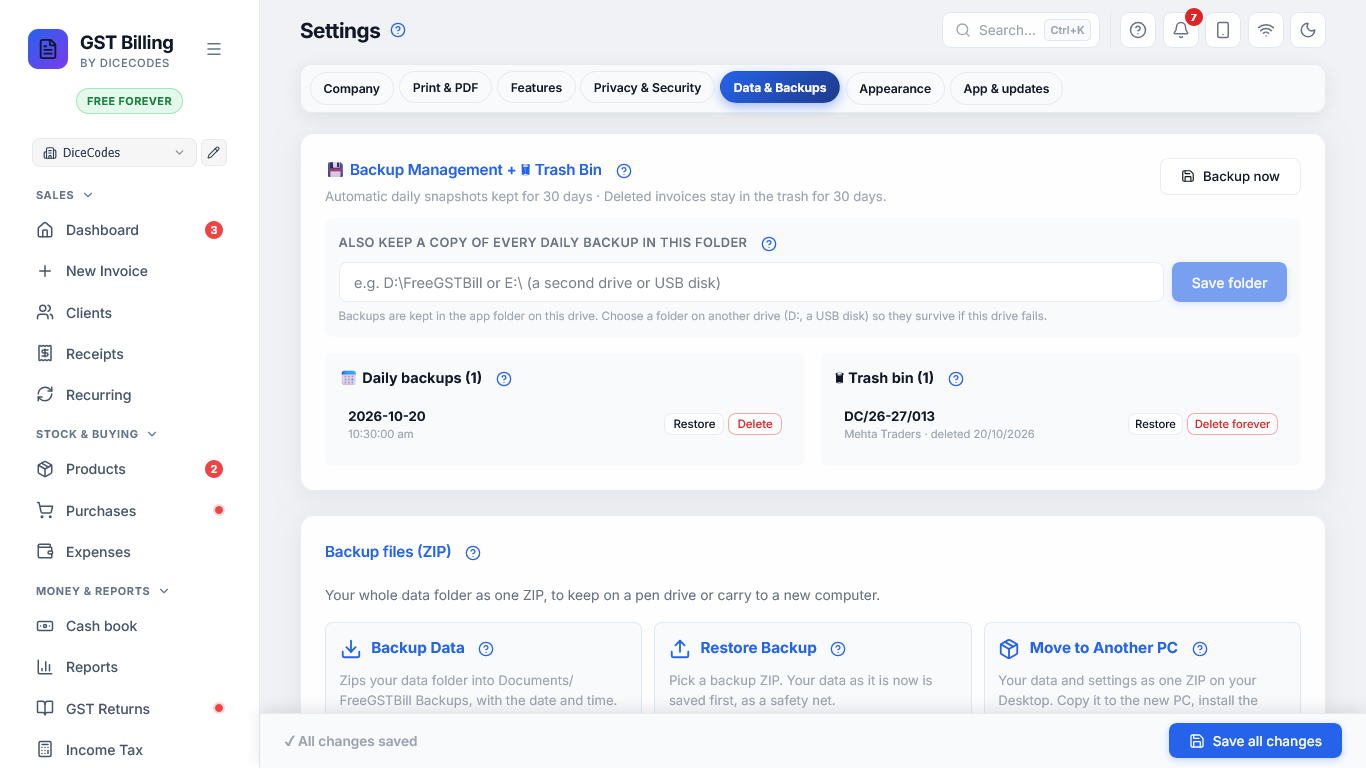 GST Billing
BY DICECODES
FREE FOREVER
DiceCodes
SALES
Dashboard 3
New Invoice
Clients
Receipts
Recurring
STOCK & BUYING
Products 2
Purchases
Expenses
MONEY & REPORTS
Cash book
Reports
GST Returns
Income Tax
Settings
Search... Ctrl+K
7
Company Print & PDF Features Privacy & Security Data & Backups Appearance App & updates
Backup Management + Trash Bin
Backup now
Automatic daily snapshots kept for 30 days · Deleted invoices stay in the trash for 30 days.
ALSO KEEP A COPY OF EVERY DAILY BACKUP IN THIS FOLDER
e.g. D:\FreeGSTBill or E:\ (a second drive or USB disk)
Save folder
Backups are kept in the app folder on this drive. Choose a folder on another drive (D:, a USB disk) so they survive if this drive fails.
Daily backups (1)
2026-10-20
10:30:00 am
Restore Delete
Trash bin (1)
DC/26-27/013
Mehta Traders · deleted 20/10/2026
Restore Delete forever
Backup files (ZIP)
Your whole data folder as one ZIP, to keep on a pen drive or carry to a new computer.
Backup Data
Zips your data folder into Documents/
FreeGSTBill Backups, with the date and time.
Restore Backup
Pick a backup ZIP. Your data as it is now is
saved first, as a safety net.
Move to Another PC
Your data and settings as one ZIP on your
Desktop. Copy it to the new PC, install the
✓ All changes saved
Save all changes